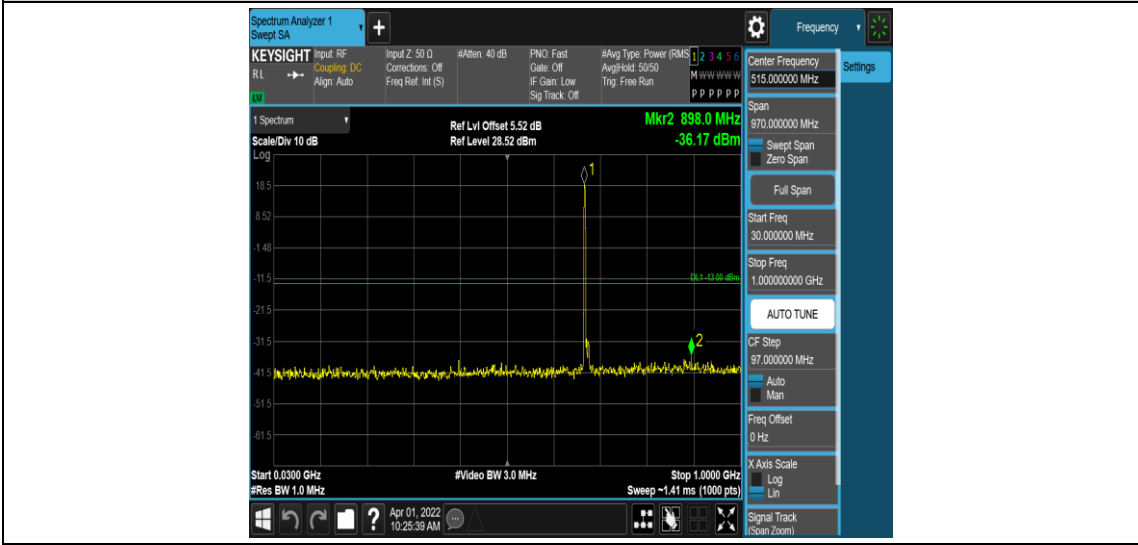 Spectrum Analyzer 1
Swept SA
+
Frequency
KEYSIGHT
R L
LXI
Input: RF
Coupling: DC
Align: Auto
Input Z: 50 Ω
Corrections: Off
Freq Ref: Int (S)
#Atten: 40 dB
PNO: Fast
Gate: Off
IF Gain: Low
Sig Track: Off
#Avg Type: Power (RMS
Avg|Hold: 50/50
Trig: Free Run
1 2 3 4 5 6
M W W W W W
P P P P P P
1 Spectrum
Scale/Div 10 dB
Ref Lvl Offset 5.52 dB
Ref Level 28.52 dBm
Mkr2 898.0 MHz
-36.17 dBm
Log
1
18.5
8.52
-1.48
-11.5
DL1 -13.00 dBm
-21.5
-31.5
2
-41.5
-51.5
-61.5
Start 0.0300 GHz
#Res BW 1.0 MHz
#Video BW 3.0 MHz
Stop 1.0000 GHz
Sweep ~1.41 ms (1000 pts)
?
Apr 01, 2022
10:25:39 AM
Center Frequency
515.000000 MHz
Settings
Span
970.000000 MHz
Swept Span
Zero Span
Full Span
Start Freq
30.000000 MHz
Stop Freq
1.000000000 GHz
AUTO TUNE
CF Step
97.000000 MHz
Auto
Man
Freq Offset
0 Hz
X Axis Scale
Log
Lin
Signal Track
(Span Zoom)